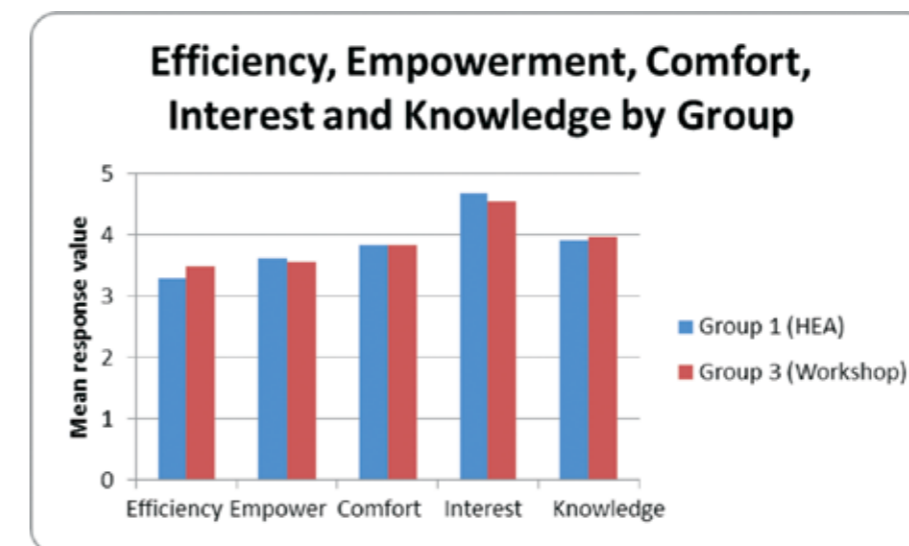 Efficiency, Empowerment, Comfort,
Interest and Knowledge by Group
5
4
3
2
1
0
Mean response value
Efficiency Empower Comfort Interest Knowledge
Group 1 (HEA)
Group 3 (Workshop)